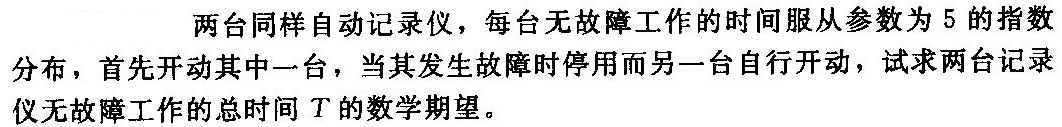 两台同样自动记录仪，每台无故障工作的时间服从参数为 5 的指数
分布，首先开动其中一台，当其发生故障时停用而另一台自行开动，试求两台记录
仪无故障工作的总时间 T 的数学期望。